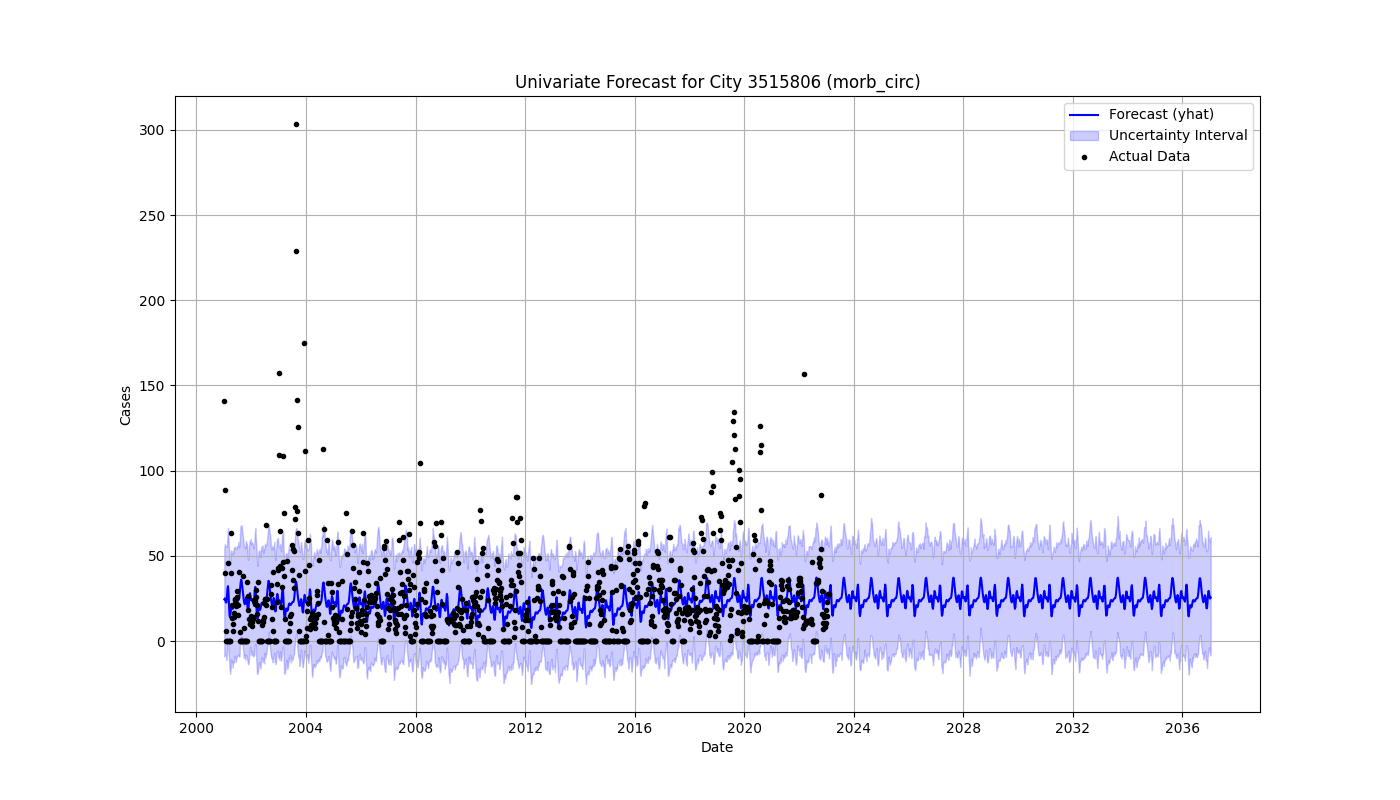 Univariate Forecast for City 3515806 (morb_circ)
Forecast (yhat)
Uncertainty Interval
Actual Data
300
250
200
150
100
50
0
Cases
2000 2004 2008 2012 2016 2020 2024 2028 2032 2036
Date